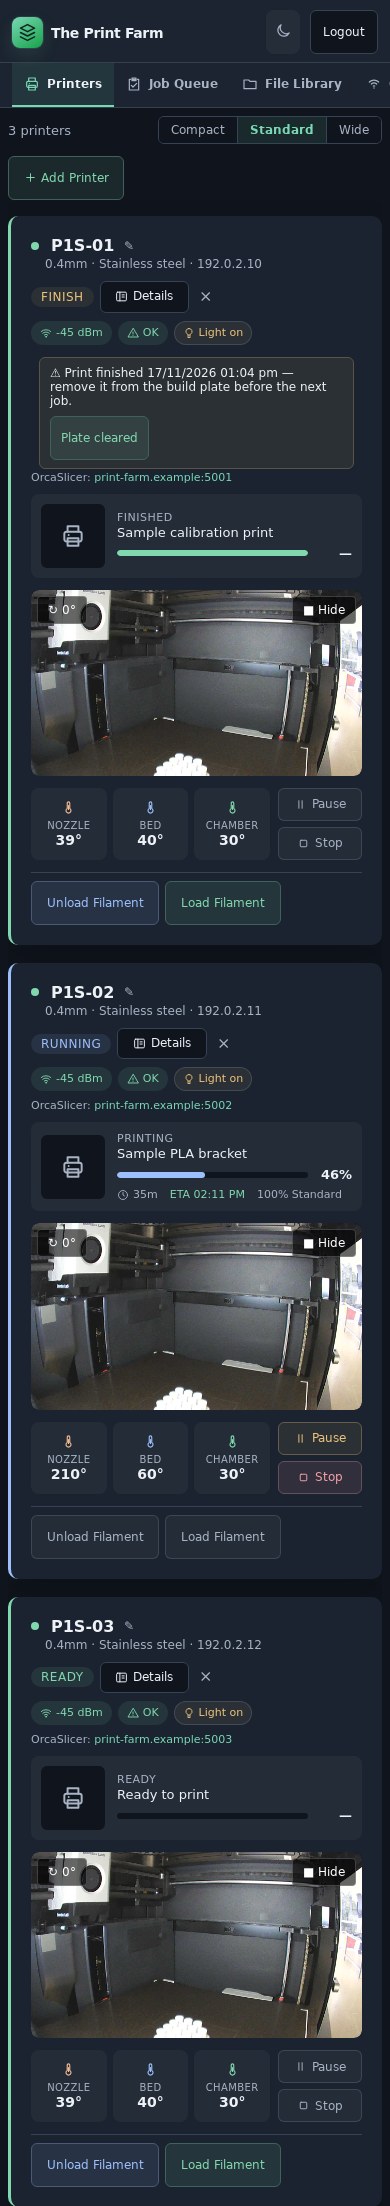 The Print Farm
Logout
Printers
Job Queue
File Library
3 printers
Compact
Standard
Wide
+ Add Printer
P1S-01 ✎
0.4mm · Stainless steel · 192.0.2.10
FINISH
Details
×
-45 dBm
OK
Light on
⚠ Print finished 17/11/2026 01:04 pm —
remove it from the build plate before the next
job.
Plate cleared
OrcaSlicer: print-farm.example:5001
FINISHED
Sample calibration print
—
↻ 0°
■ Hide
NOZZLE
39°
BED
40°
CHAMBER
30°
Pause
Stop
Unload Filament
Load Filament
P1S-02 ✎
0.4mm · Stainless steel · 192.0.2.11
RUNNING
Details
×
-45 dBm
OK
Light on
OrcaSlicer: print-farm.example:5002
PRINTING
Sample PLA bracket
46%
35m
ETA 02:11 PM
100% Standard
↻ 0°
■ Hide
NOZZLE
210°
BED
60°
CHAMBER
30°
Pause
Stop
Unload Filament
Load Filament
P1S-03 ✎
0.4mm · Stainless steel · 192.0.2.12
READY
Details
×
-45 dBm
OK
Light on
OrcaSlicer: print-farm.example:5003
READY
Ready to print
—
↻ 0°
■ Hide
NOZZLE
39°
BED
40°
CHAMBER
30°
Pause
Stop
Unload Filament
Load Filament